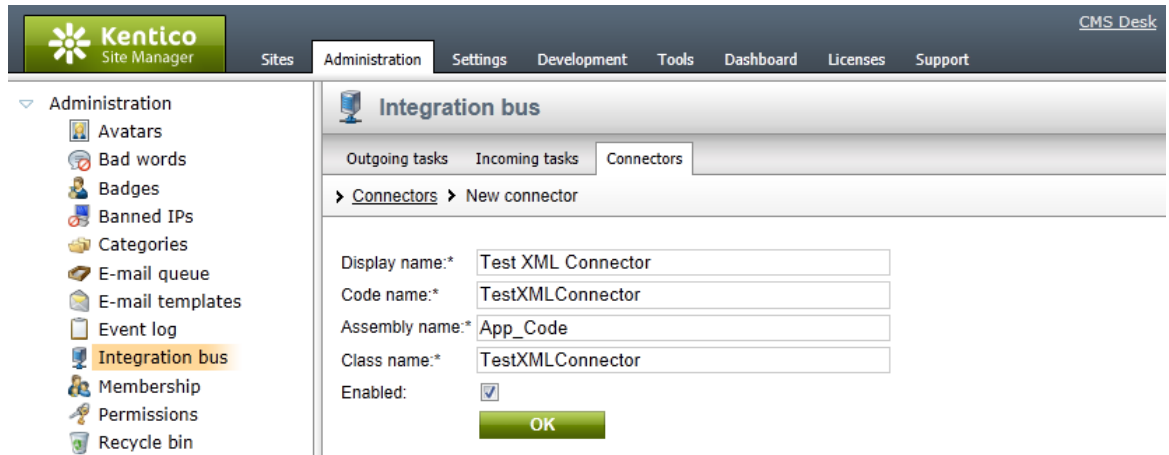 CMS Desk
Kentico
Site Manager
Sites Administration Settings Development Tools Dashboard Licenses Support
Administration
Avatars
Bad words
Badges
Banned IPs
Categories
E-mail queue
E-mail templates
Event log
Integration bus
Membership
Permissions
Recycle bin
Integration bus
Outgoing tasks Incoming tasks Connectors
Connectors New connector
Display name:* Test XML Connector
Code name:* TestXMLConnector
Assembly name:* App_Code
Class name:* TestXMLConnector
Enabled:
OK